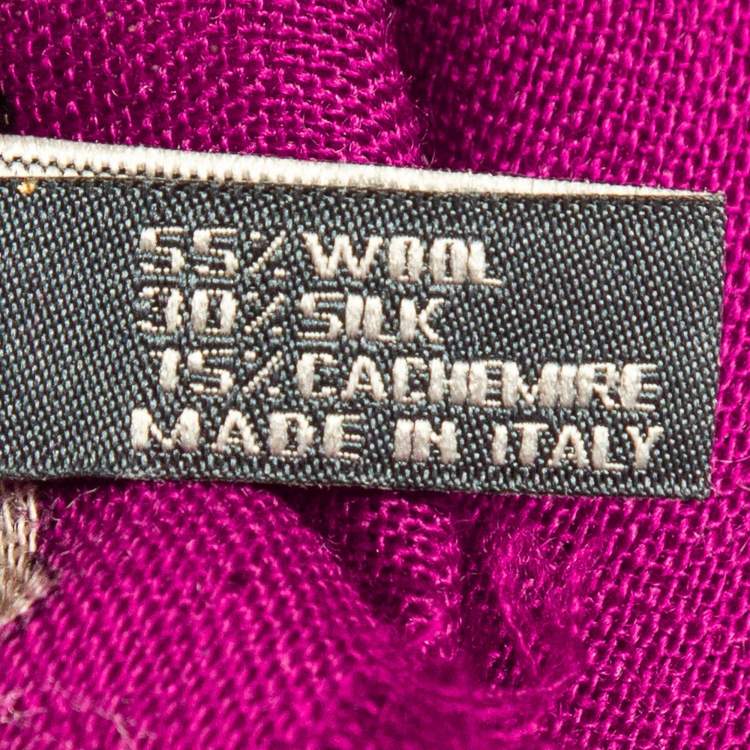 55% WOOL
30% SILK
15% CACHEMIRE
MADE IN ITALY